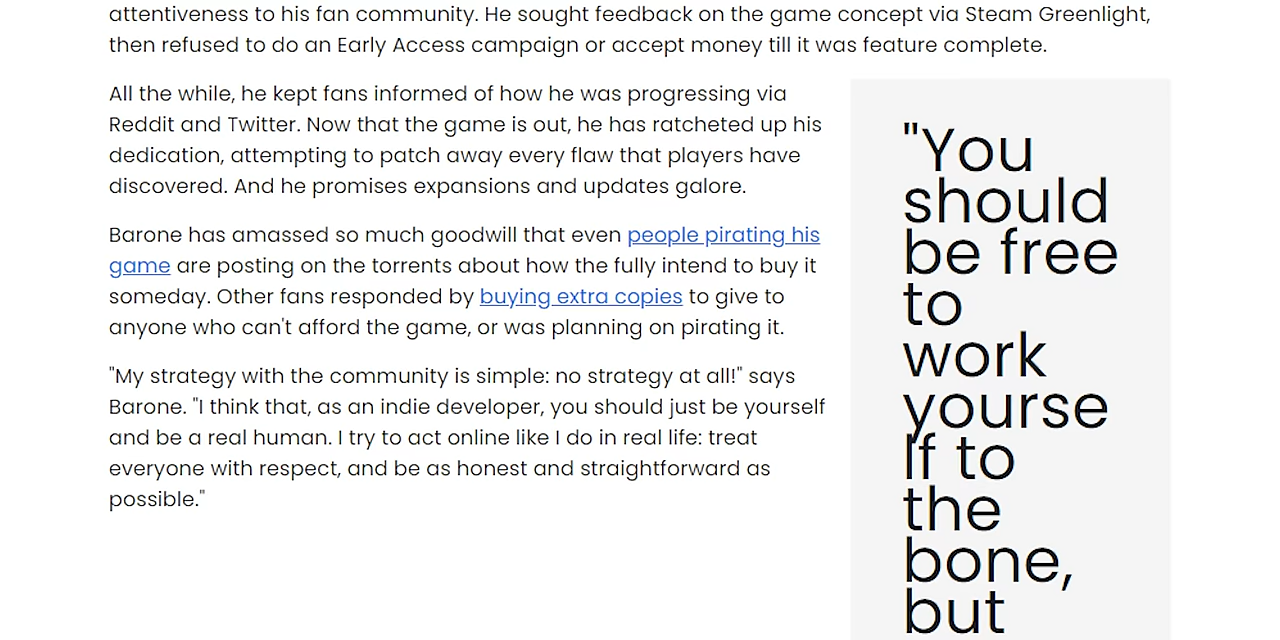 attentiveness to his fan community. He sought feedback on the game concept via Steam Greenlight,
then refused to do an Early Access campaign or accept money till it was feature complete.
All the while, he kept fans informed of how he was progressing via
Reddit and Twitter. Now that the game is out, he has ratcheted up his
dedication, attempting to patch away every flaw that players have
discovered. And he promises expansions and updates galore.
Barone has amassed so much goodwill that even people pirating his
game are posting on the torrents about how the fully intend to buy it
someday. Other fans responded by buying extra copies to give to
anyone who can't afford the game, or was planning on pirating it.
"My strategy with the community is simple: no strategy at all!" says
Barone. "I think that, as an indie developer, you should just be yourself
and be a real human. I try to act online like I do in real life: treat
everyone with respect, and be as honest and straightforward as
possible."
"You
should
be free
to
work
yourse
lf to
the
bone,
but